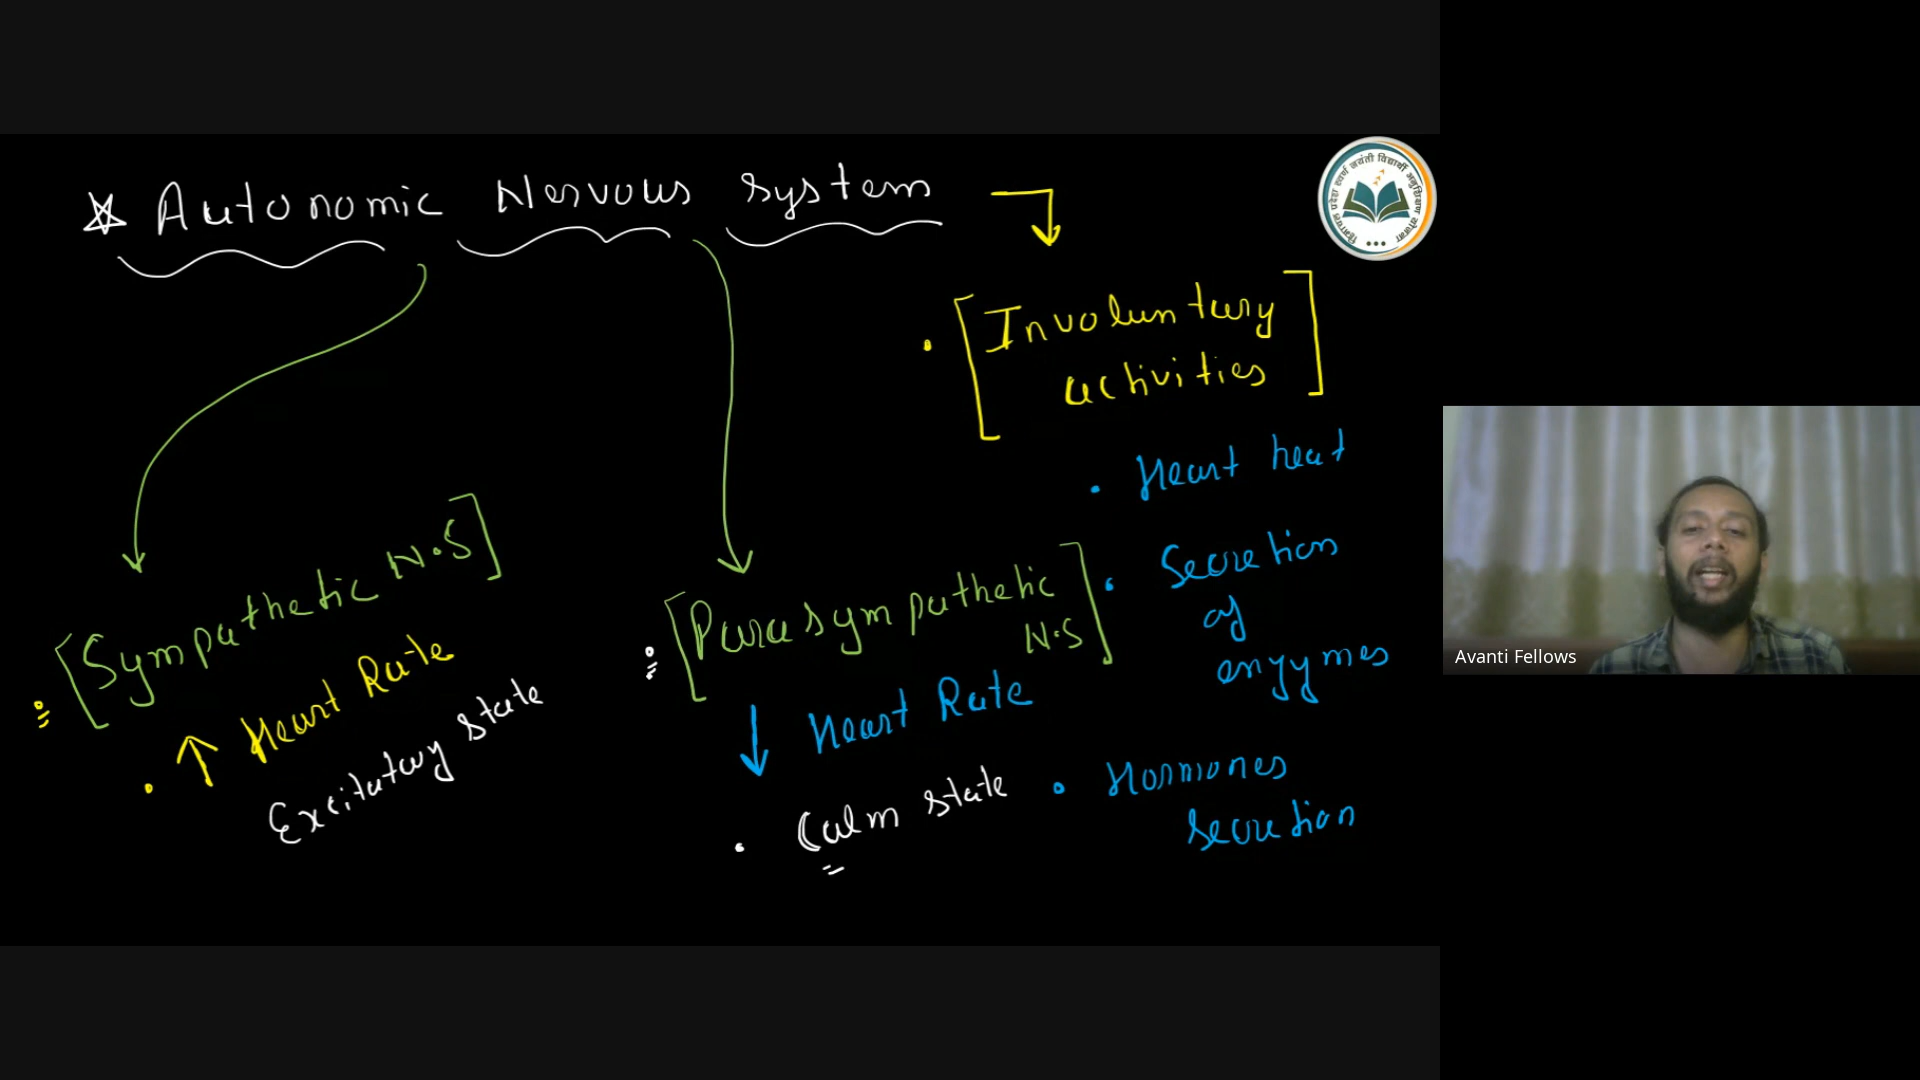 Autonomic Nervous system
Involuntary
activities
Heart beat
Secretion
of
enzymes
Hormones
secretion
Sympathetic N.S
↑ Heart Rate
Excitatory state
Parasympathetic
N.S
↓ Heart Rate
Calm state
Avanti Fellows